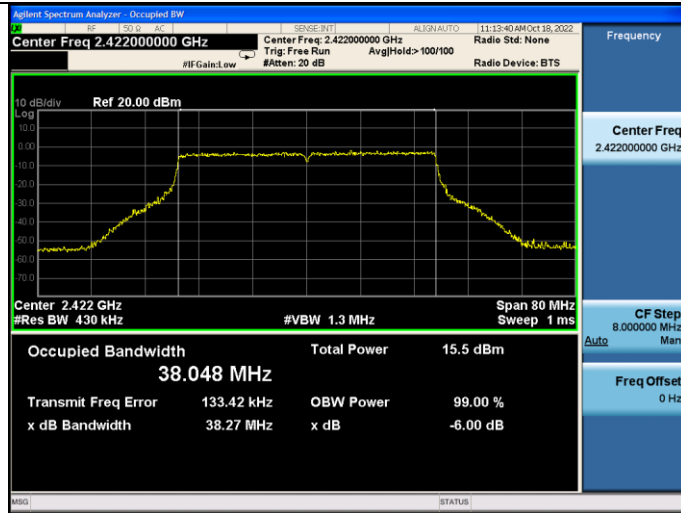 Agilent Spectrum Analyzer - Occupied BW
RF 50 Ω AC SENSE:INT ALIGN AUTO 11:13:40 AM Oct 18, 2022
Center Freq 2.422000000 GHz Center Freq: 2.422000000 GHz Radio Std: None Frequency
Trig: Free Run Avg|Hold:> 100/100
#IFGain:Low #Atten: 20 dB Radio Device: BTS
10 dB/div Ref 20.00 dBm
Log
10.0
0.00
-10.0
-20.0
-30.0
-40.0
-50.0
-60.0
-70.0
Center Freq
2.422000000 GHz
Center 2.422 GHz Span 80 MHz
#Res BW 430 kHz #VBW 1.3 MHz Sweep 1 ms
CF Step
8.000000 MHz
Auto Man
Occupied Bandwidth Total Power 15.5 dBm
38.048 MHz
Transmit Freq Error 133.42 kHz OBW Power 99.00 %
x dB Bandwidth 38.27 MHz x dB -6.00 dB
Freq Offset
0 Hz
MSG STATUS